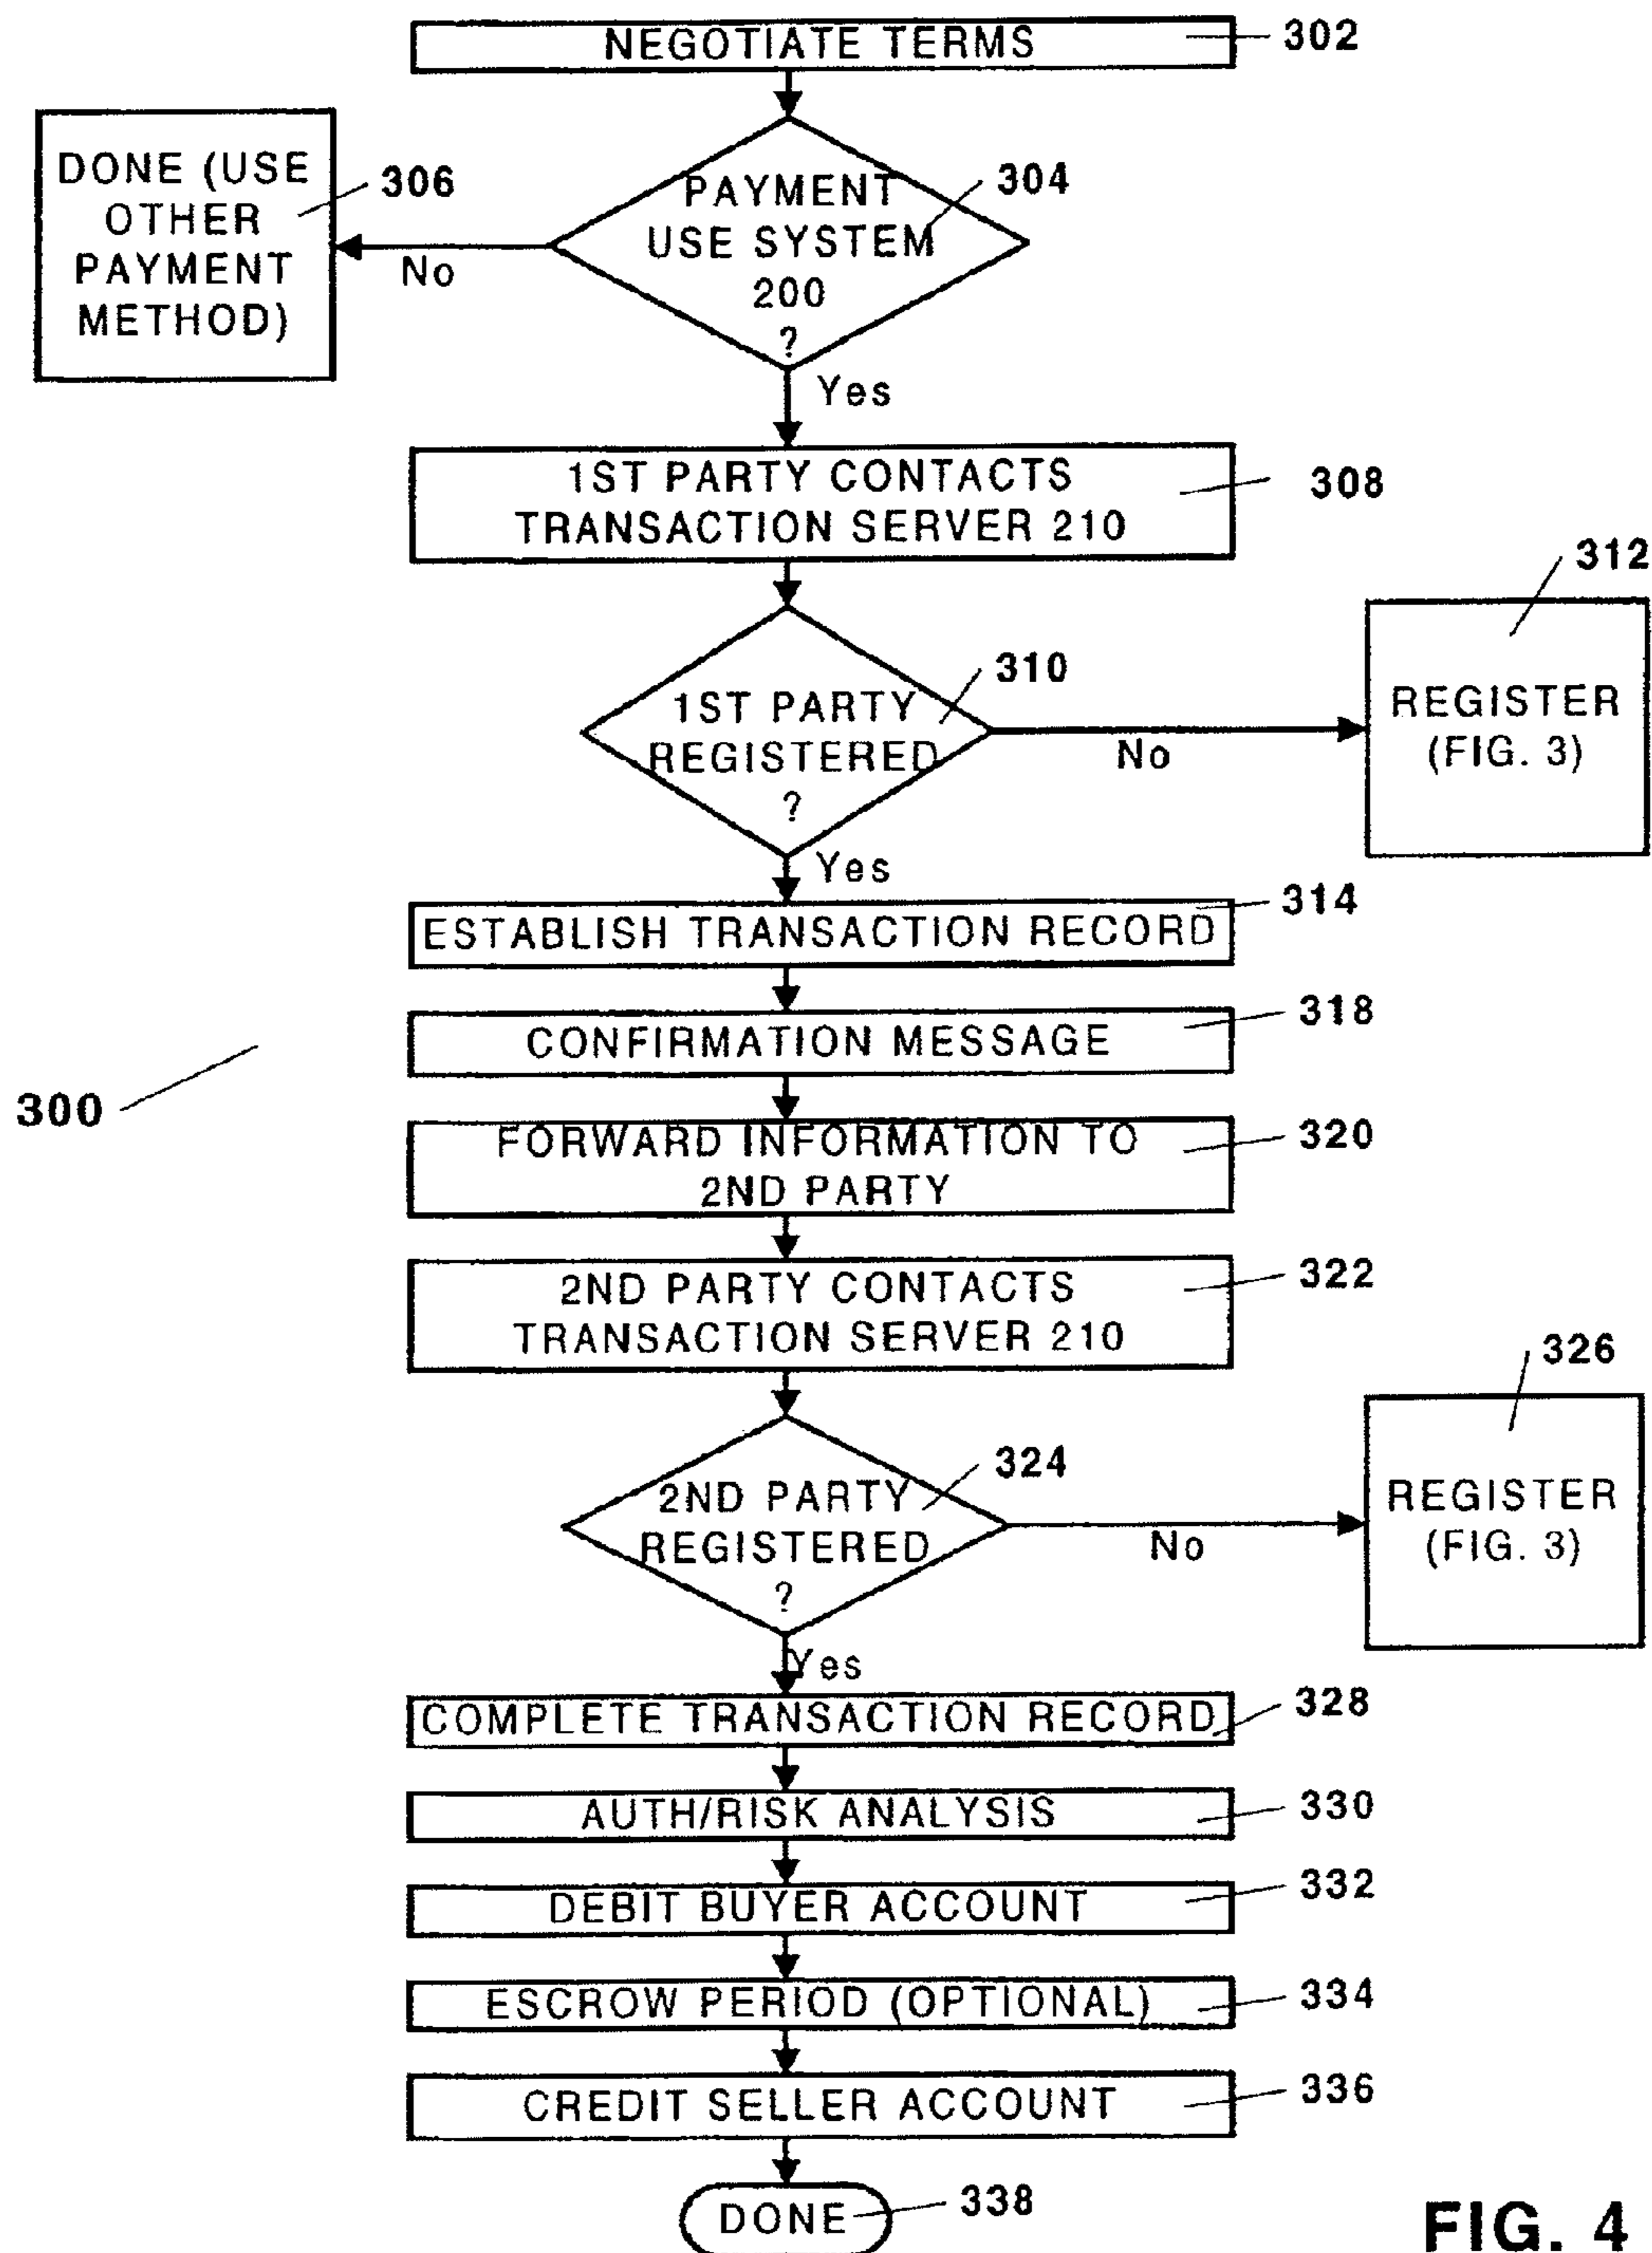 NEGOTIATE TERMS
302
DONE (USE
OTHER
PAYMENT
METHOD)
306
No
PAYMENT
USE SYSTEM
200
?
304
Yes
1ST PARTY CONTACTS
TRANSACTION SERVER 210
308
1ST PARTY
REGISTERED
?
310
No
312
REGISTER
(FIG. 3)
Yes
ESTABLISH TRANSACTION RECORD
314
CONFIRMATION MESSAGE
318
300
FORWARD INFORMATION TO
2ND PARTY
320
2ND PARTY CONTACTS
TRANSACTION SERVER 210
322
2ND PARTY
REGISTERED
?
324
No
326
REGISTER
(FIG. 3)
Yes
COMPLETE TRANSACTION RECORD
328
AUTH/RISK ANALYSIS
330
DEBIT BUYER ACCOUNT
332
ESCROW PERIOD (OPTIONAL)
334
CREDIT SELLER ACCOUNT
336
DONE
338
FIG. 4